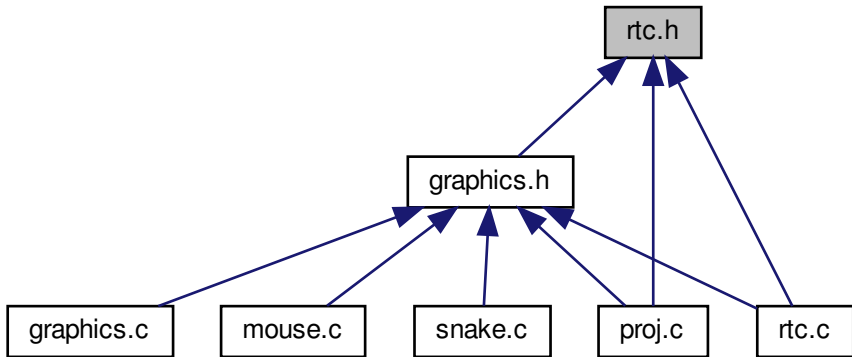 rtc.h
graphics.h
graphics.c
mouse.c
snake.c
proj.c
rtc.c